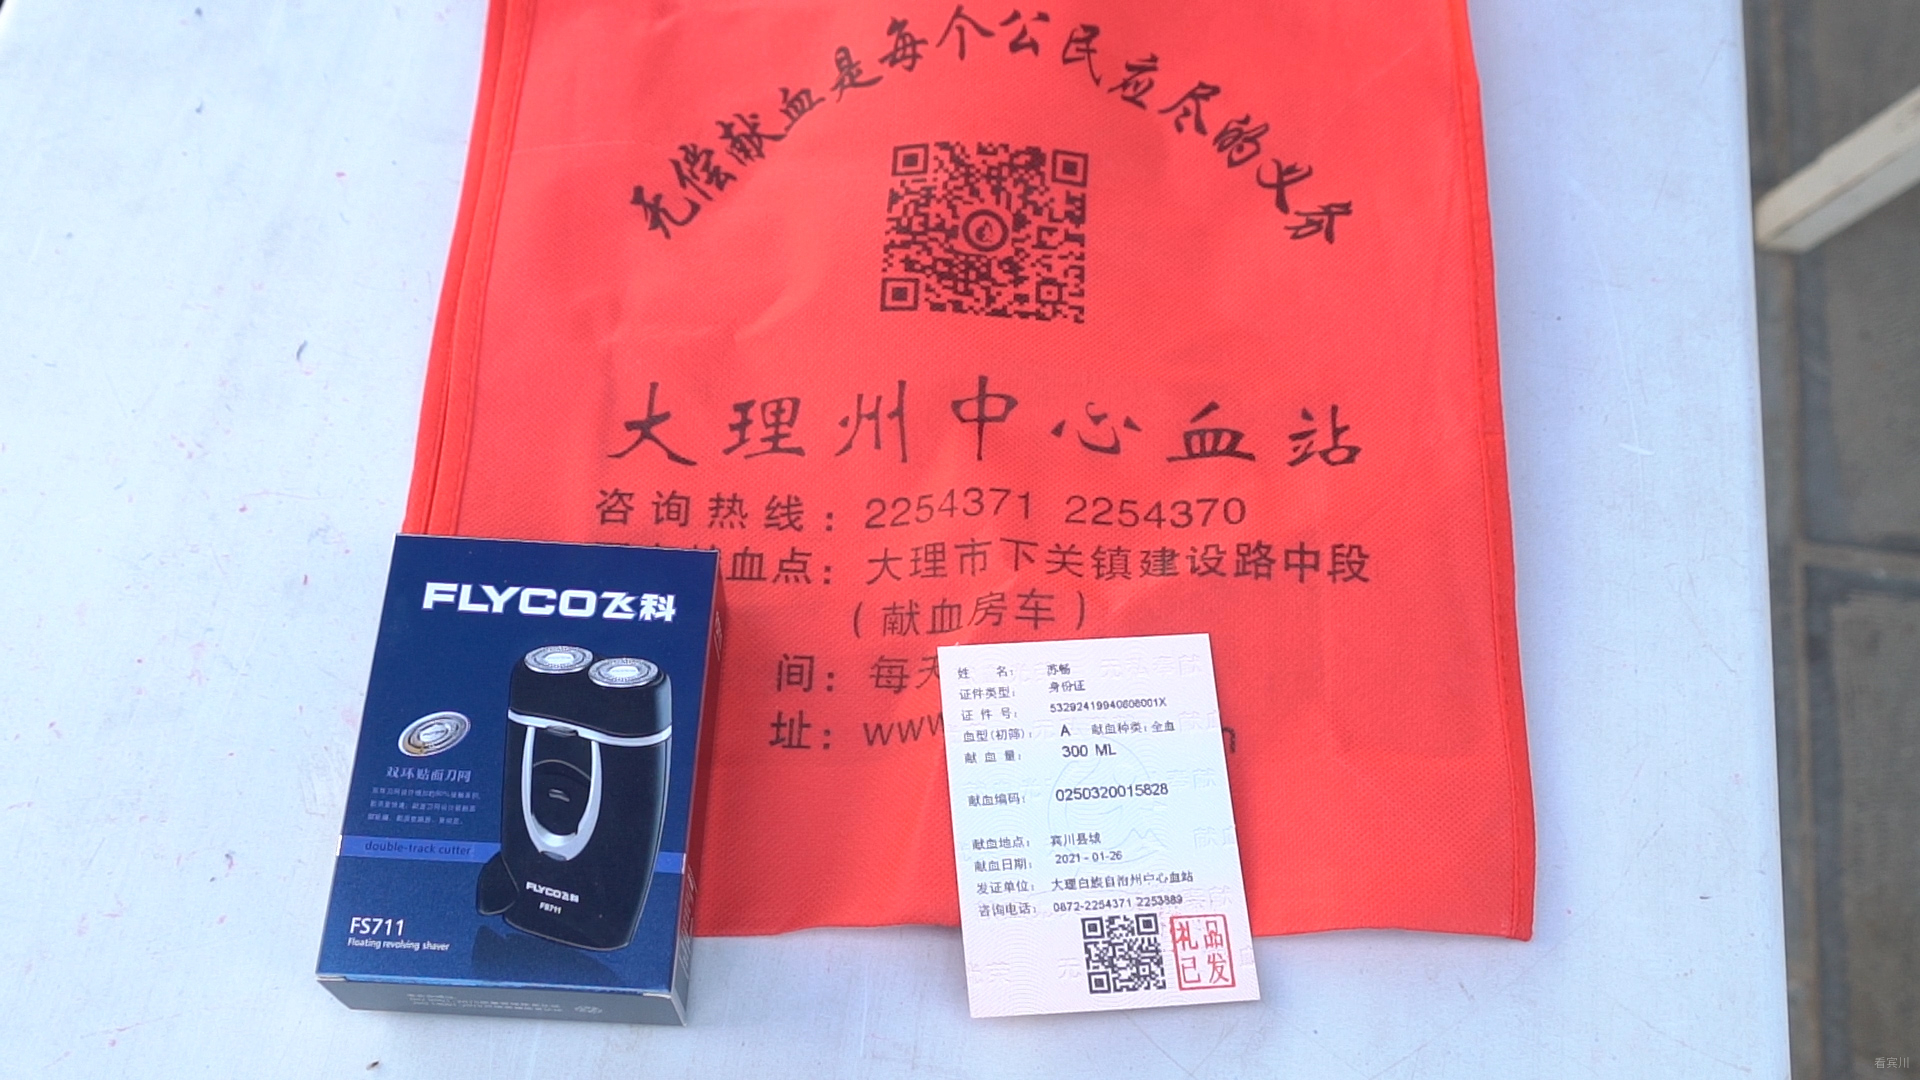 无偿献血是每个公民应尽的义务
大理州中心血站
咨询热线：2254371 2254370
血点：大理市下关镇建设路中段
（献血房车）
间：每天
址：www
FLYCO飞科
双环贴面刀网
double-track cutter
FLYCO飞科
FS711
FS711
Floating revolving shaver
姓 名：苏畅
证件类型：身份证
证件号：53292419940606001X
血型(初筛)：A 献血种类：全血
献血量：300 ML
献血编码：0250320015828
献血地点：宾川县城
献血日期：2021-01-26
发证单位：大理白族自治州中心血站
咨询电话：0872-2254371 2253889
礼品
已发
看宾川